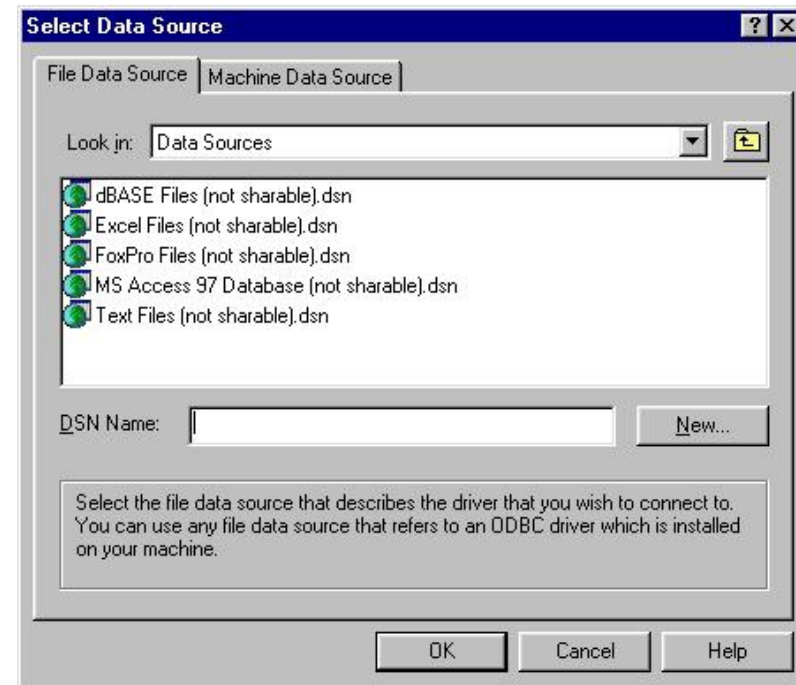 Select Data Source
File Data Source Machine Data Source
Look in: Data Sources
dBASE Files (not sharable).dsn
Excel Files (not sharable).dsn
FoxPro Files (not sharable).dsn
MS Access 97 Database (not sharable).dsn
Text Files (not sharable).dsn
DSN Name: New...
Select the file data source that describes the driver that you wish to connect to.
You can use any file data source that refers to an ODBC driver which is installed
on your machine.
OK Cancel Help